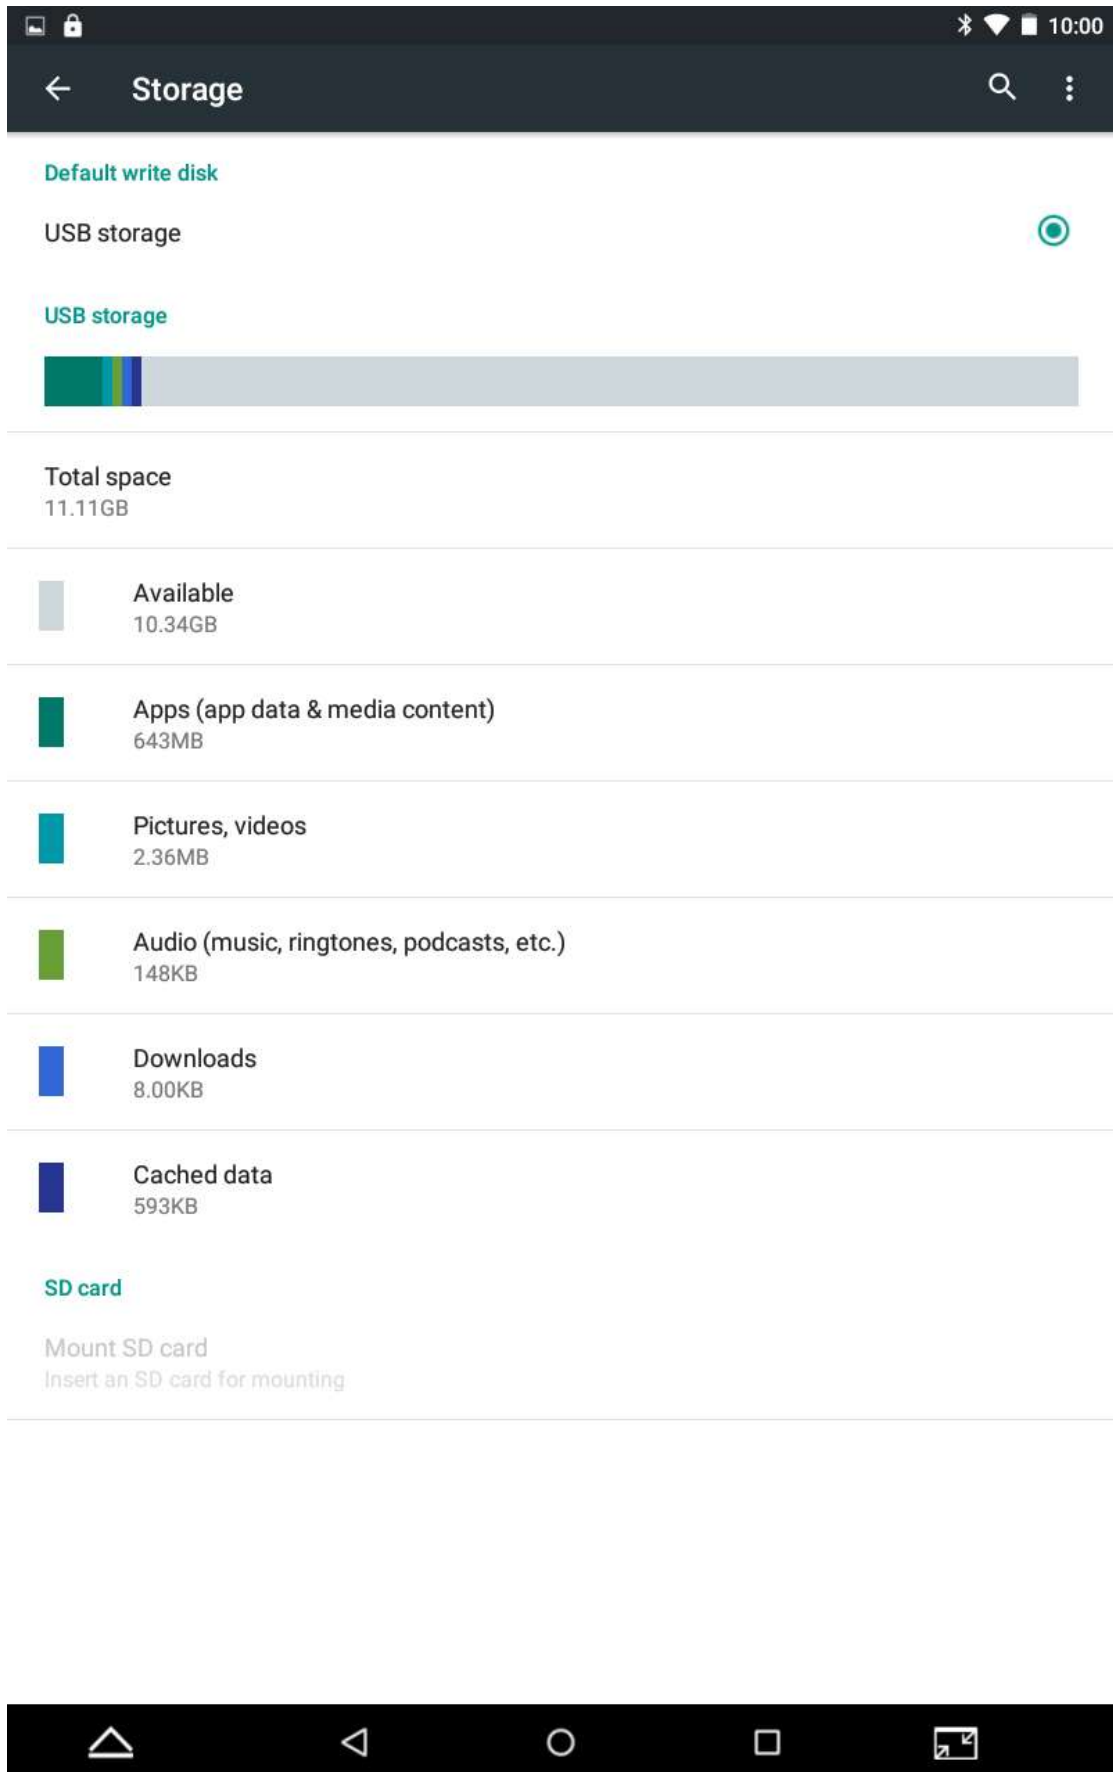 10:00
Storage
Default write disk
USB storage
USB storage
Total space
11.11GB
Available
10.34GB
Apps (app data & media content)
643MB
Pictures, videos
2.36MB
Audio (music, ringtones, podcasts, etc.)
148KB
Downloads
8.00KB
Cached data
593KB
SD card
Mount SD card
Insert an SD card for mounting